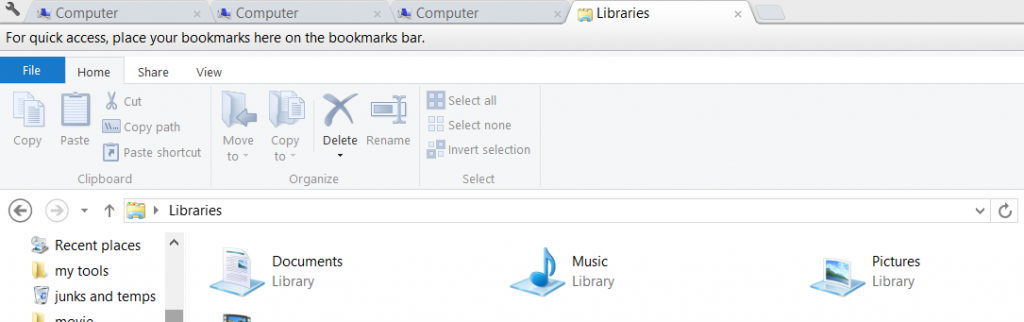 Computer
Computer
Computer
Libraries
For quick access, place your bookmarks here on the bookmarks bar.
File Home Share View
Copy
Paste
Cut
Copy path
Paste shortcut
Clipboard
Move to
Copy to
Delete
Rename
Organize
Select all
Select none
Invert selection
Select
Libraries
Recent places
my tools
junks and temps
movie
Documents
Library
Music
Library
Pictures
Library